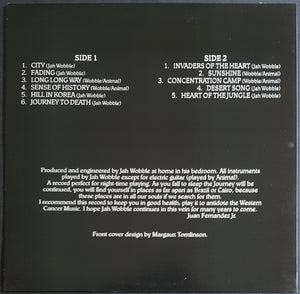 SIDE 1
1. CITY (Jah Wobble)
2. FADING (Jah Wobble)
3. LONG LONG WAY (Wobble/Animal)
4. SENSE OF HISTORY (Wobble/Animal)
5. HILL IN KOREA (Jah Wobble)
6. JOURNEY TO DEATH (Jah Wobble)
SIDE 2
1. INVADERS OF THE HEART (Jah Wobble)
2. SUNSHINE (Wobble/Animal)
3. CONCENTRATION CAMP (Wobble/Animal)
4. DESERT SONG (Jah Wobble)
5. HEART OF THE JUNGLE (Jah Wobble)
Produced and engineered by Jah Wobble at home in his bedroom. All instruments
played by Jah Wobble except for electric guitar (played by Animal).
A record perfect for night-time playing. As you fall to sleep the Journey will be
continued, you will find yourself in places as far apart as Brazil or Cairo, because
these places are in all our souls if we search for them.
I recommend this record to keep you in good health, play it to antidote the Western
Cancer Music. I hope Jah Wobble continues in this vein for many years to come.
Juan Fernandez Jr.
Front cover design by Margaux Tomlinson.